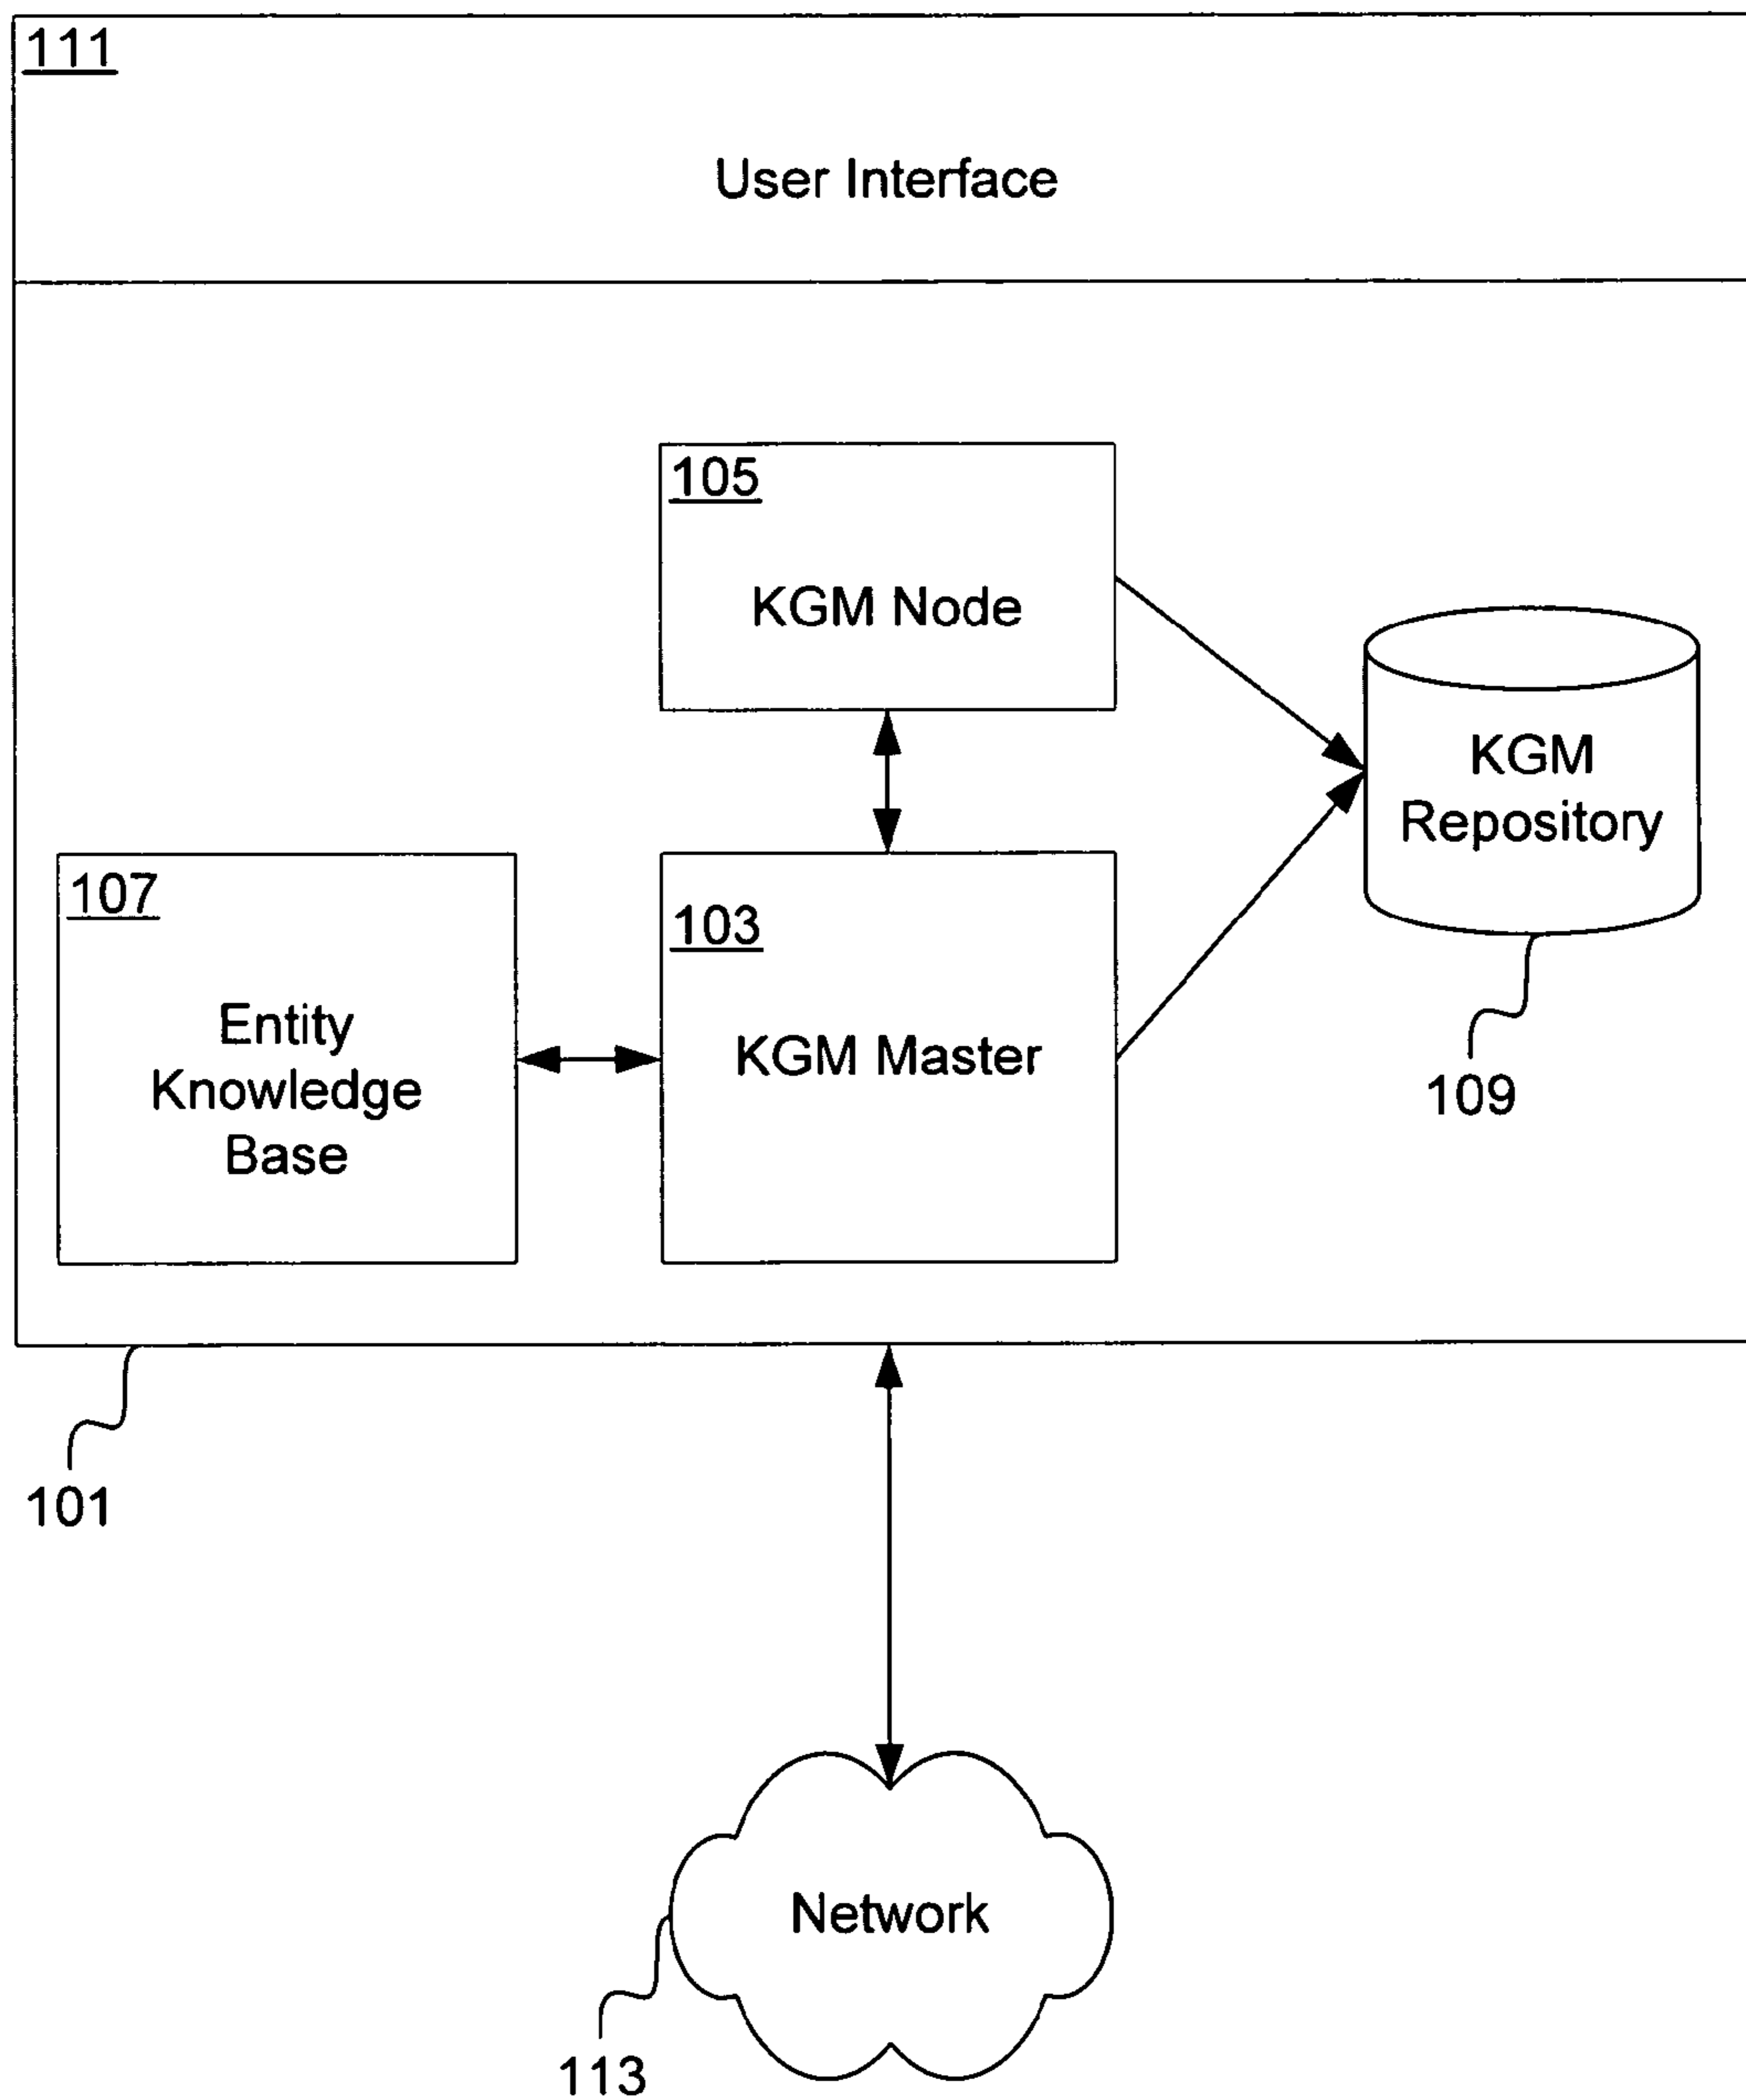 111
User Interface
105
KGM Node
KGM
Repository
107
103
Entity
Knowledge
Base
KGM Master
109
101
Network
113